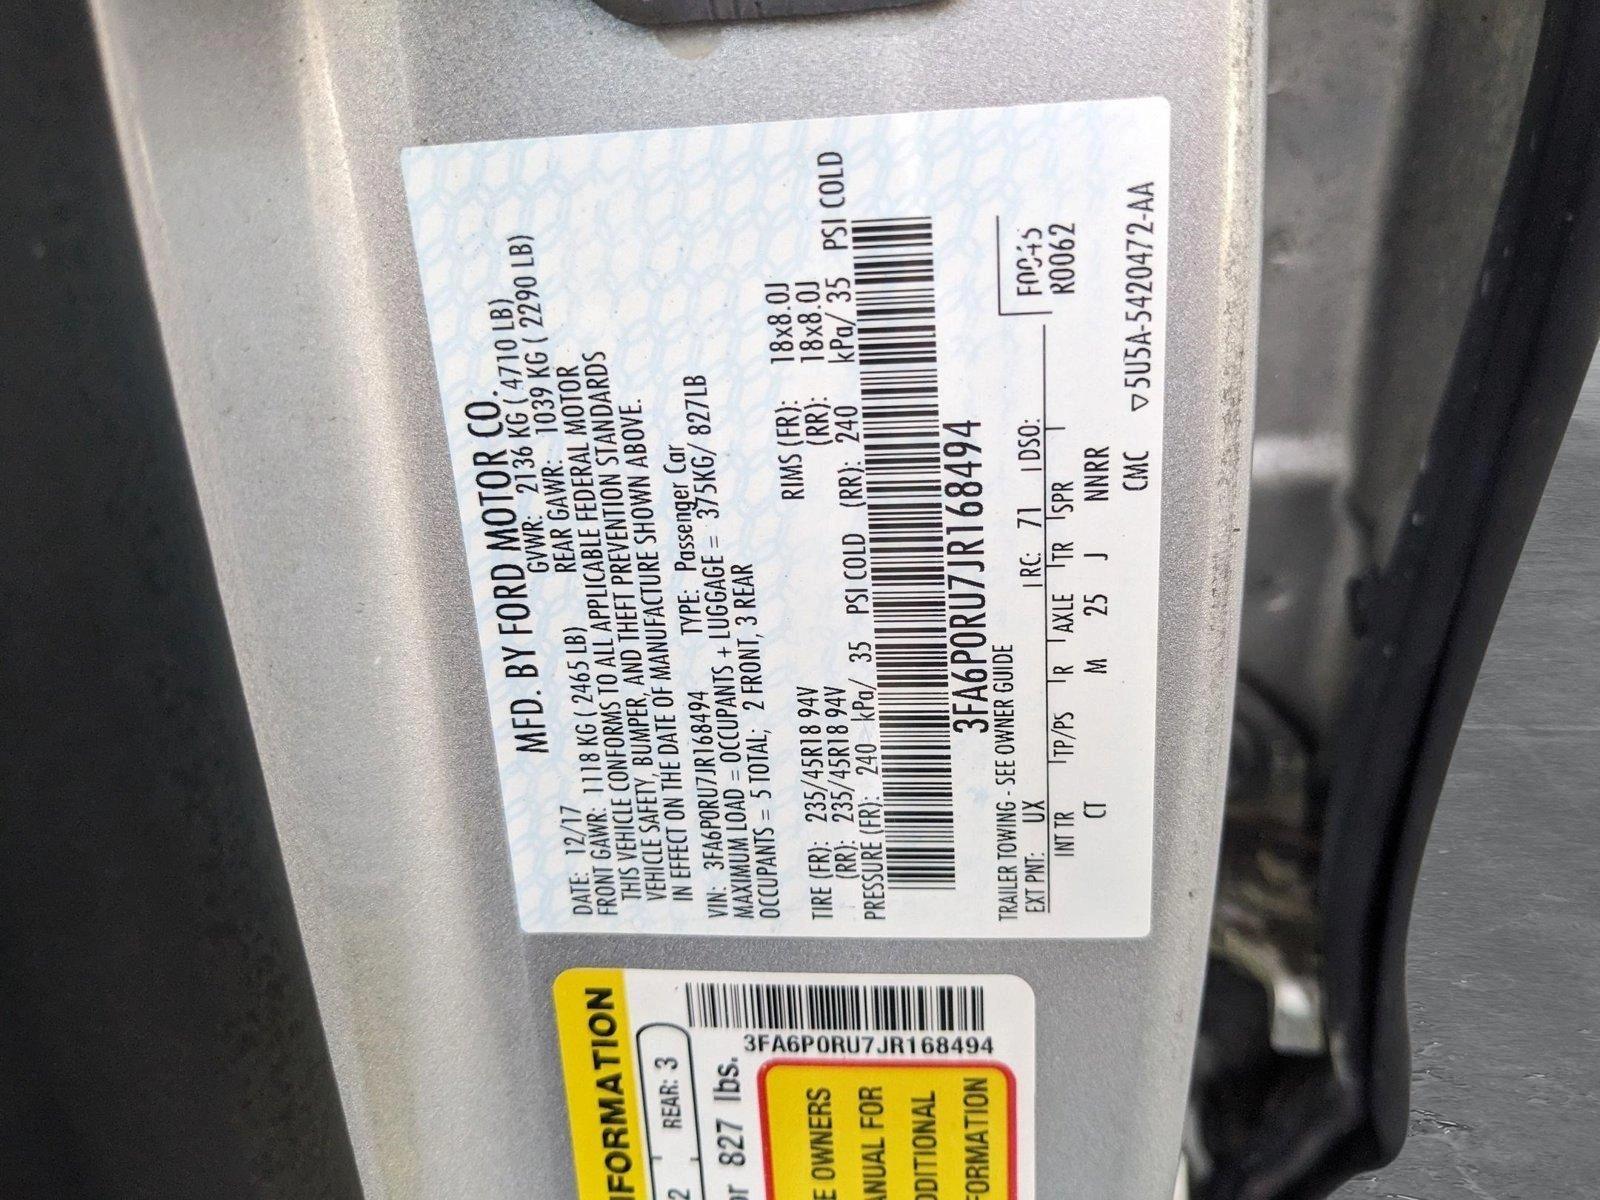 MFD. BY FORD MOTOR CO.
DATE: 12/17 GVWR: 2136 KG ( 4710 LB)
FRONT GAWR: 1118 KG ( 2465 LB) REAR GAWR: 1039 KG ( 2290 LB)
THIS VEHICLE CONFORMS TO ALL APPLICABLE FEDERAL MOTOR
VEHICLE SAFETY, BUMPER, AND THEFT PREVENTION STANDARDS
IN EFFECT ON THE DATE OF MANUFACTURE SHOWN ABOVE.
VIN: 3FA6P0RU7JR168494 TYPE: Passenger Car
MAXIMUM LOAD = OCCUPANTS + LUGGAGE = 375KG/ 827LB
OCCUPANTS = 5 TOTAL; 2 FRONT, 3 REAR
TIRE (FR): 235/45R18 94V RIMS (FR): 18x8.0J
(RR): 235/45R18 94V (RR): 18x8.0J
PRESSURE (FR): 240 kPa/ 35 PSI COLD (RR): 240 kPa/ 35 PSI COLD
3FA6P0RU7JR168494
TRAILER TOWING - SEE OWNER GUIDE
F0045
R0062
EXT PNT: UX RC: 71 DSO:
INT TR TP/PS R AXLE TR SPR
CT M 25 J NNRR
CMC ▽5U5A-5420472-AA
REAR: 3
827 lbs.
3FA6P0RU7JR168494
OWNERS
FOR